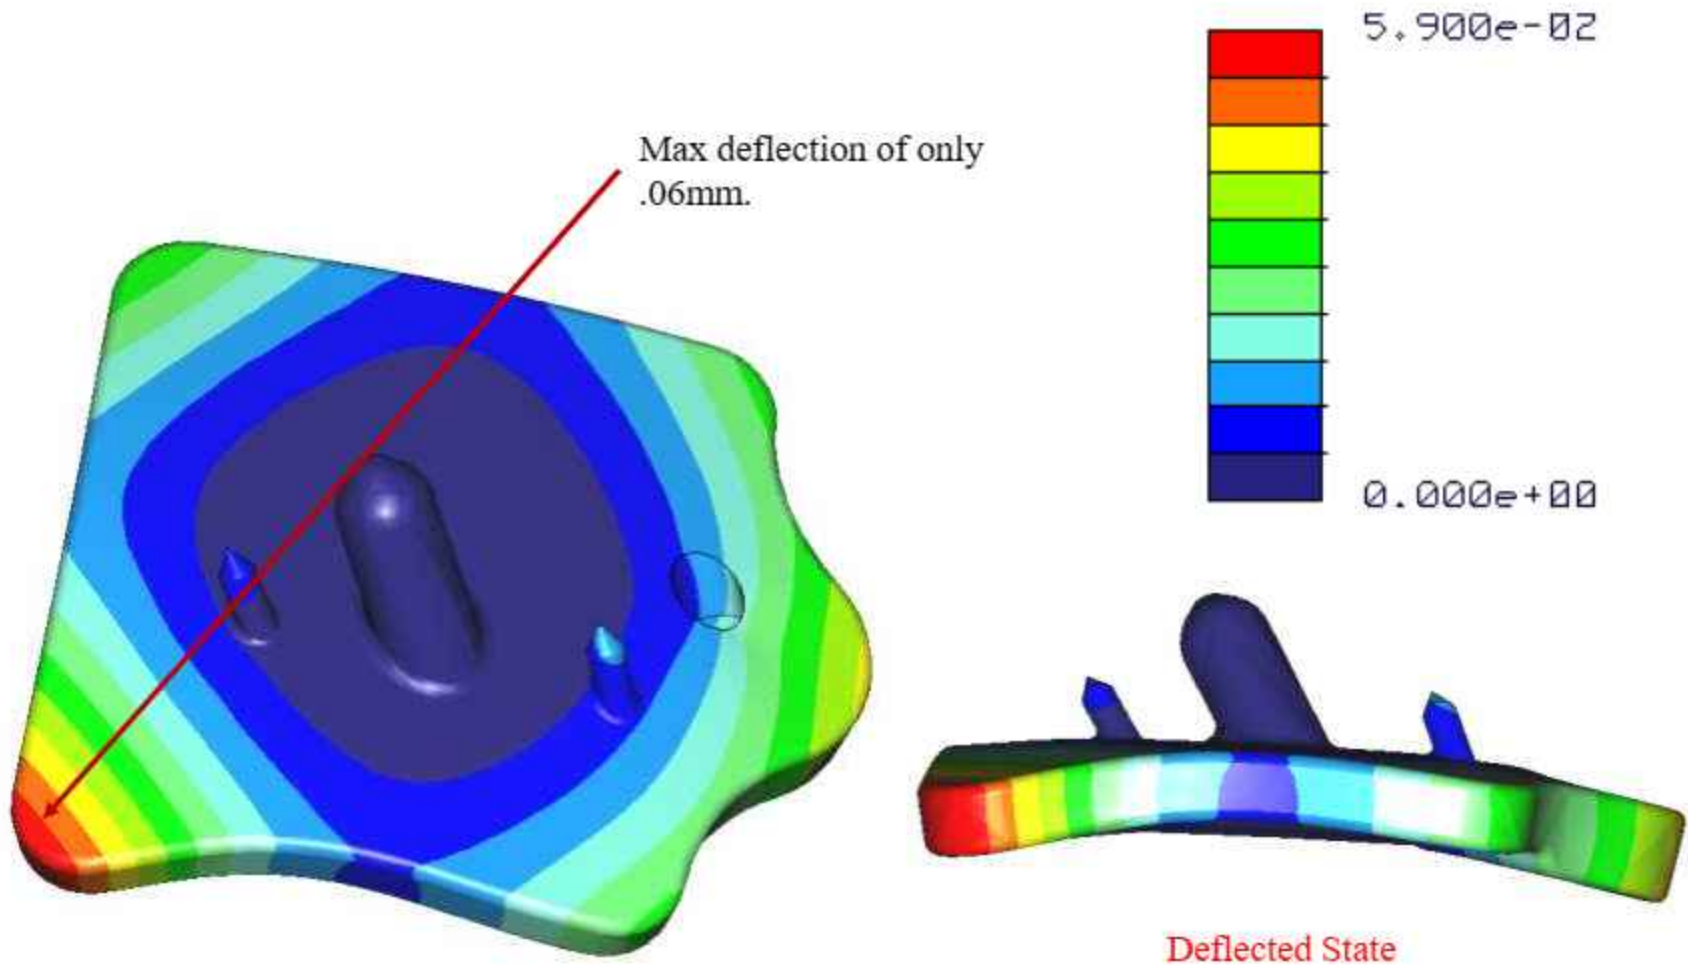 5.900e-02
Max deflection of only
.06mm.
0.000e+00
Deflected State